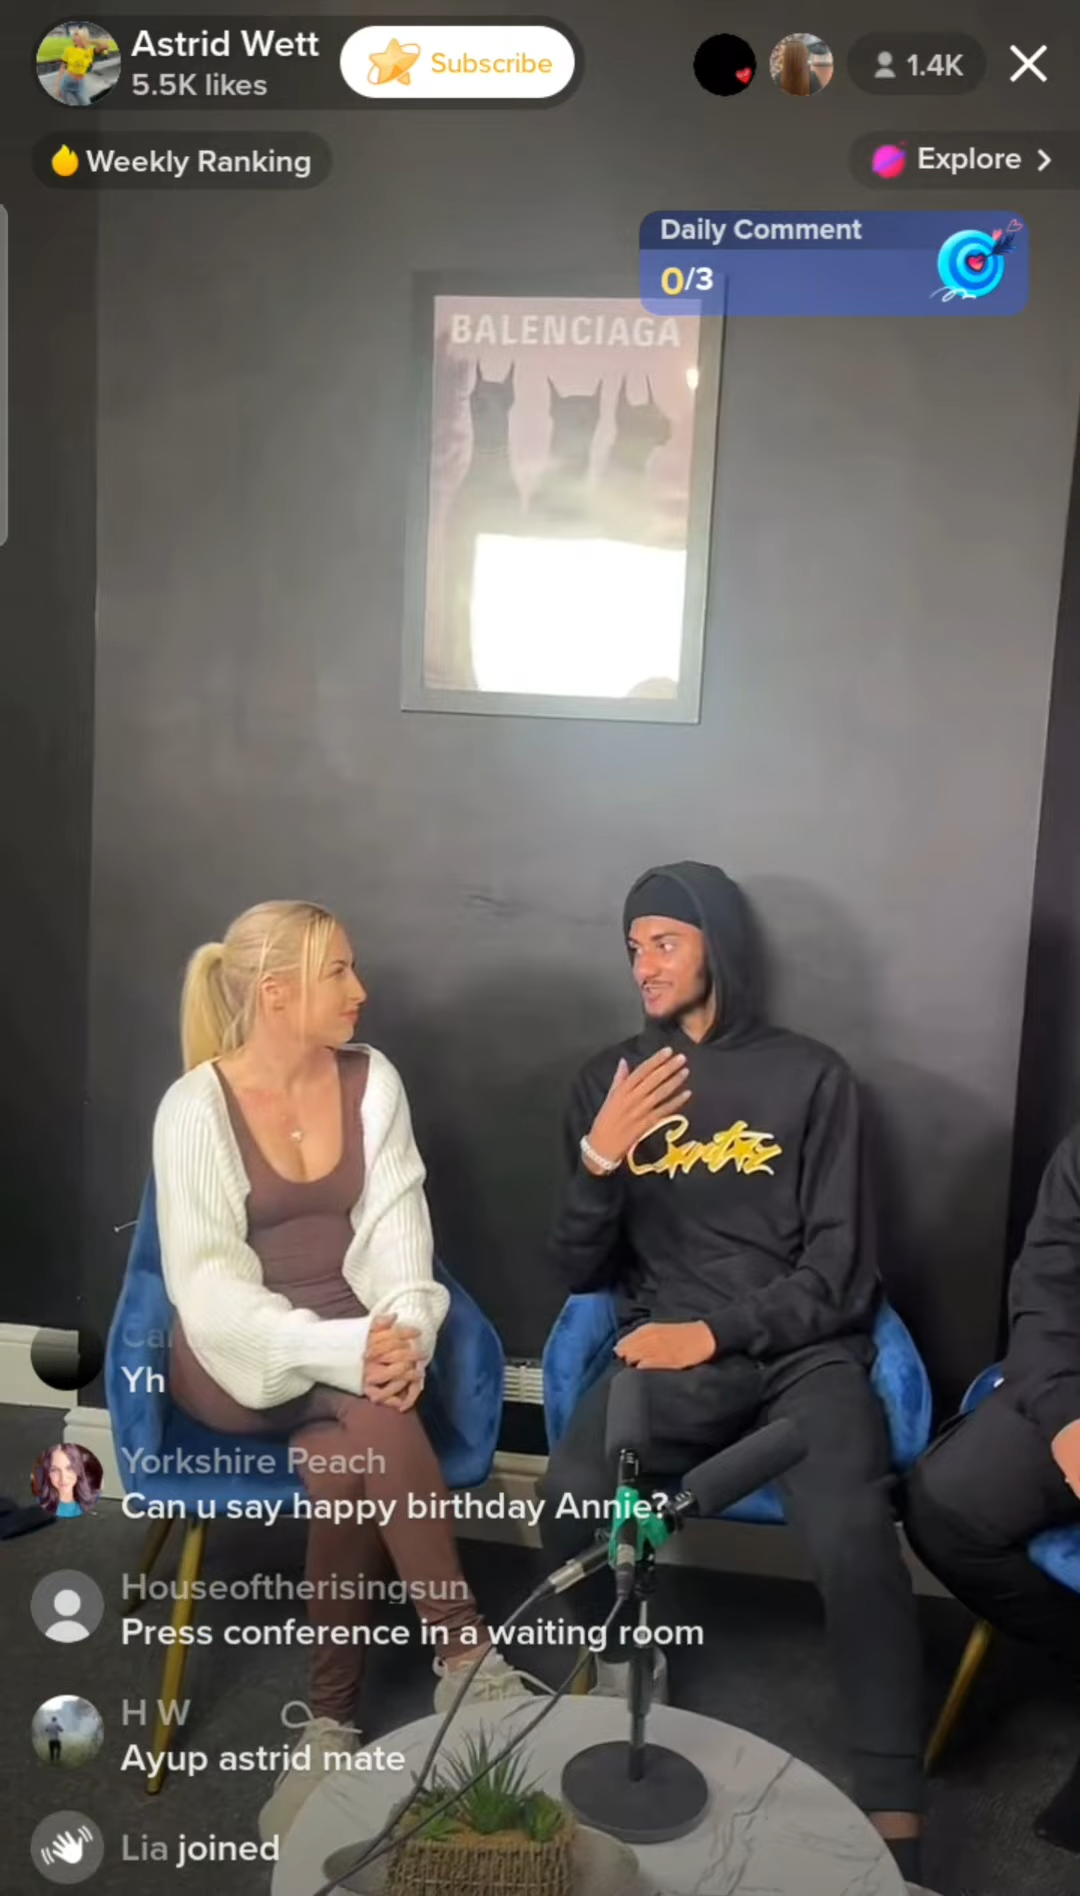 Astrid Wett
5.5K likes
Subscribe
1.4K
Weekly Ranking
Explore
Daily Comment
0/3
BALENCIAGA
Yh
Yorkshire Peach
Can u say happy birthday Annie?
Houseoftherisingsun
Press conference in a waiting room
H W
Ayup astrid mate
Lia joined